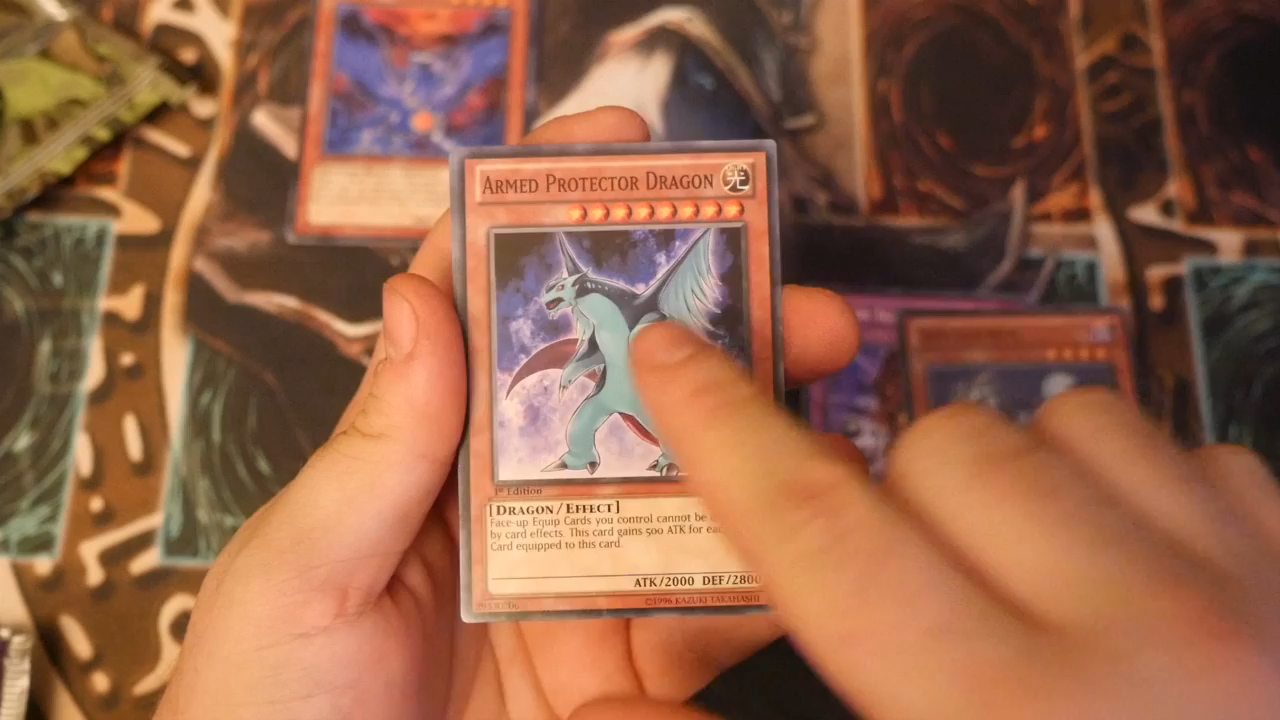 ARMED PROTECTOR DRAGON
光
1st Edition
[DRAGON/EFFECT]
Face-up Equip Cards you control cannot be
by card effects. This card gains 500 ATK for
Card equipped to this card.
ATK/2000 DEF/2800
©1996 KAZUKI TAKAHASHI